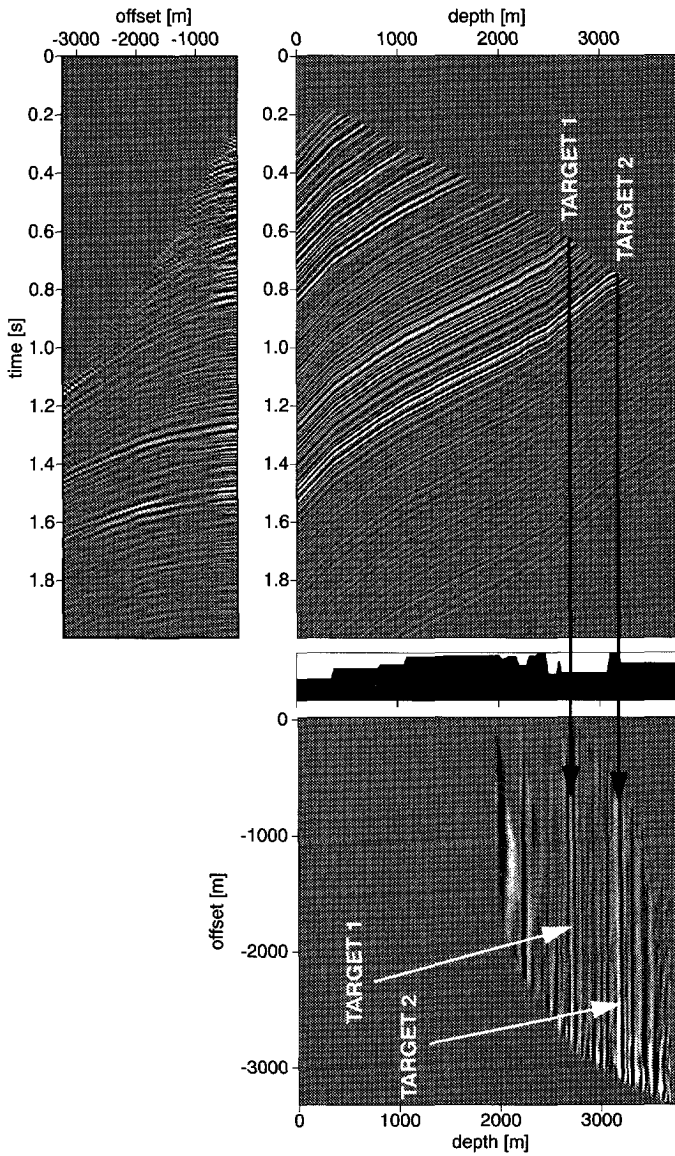 offset [m]
-3000 -2000 -1000
depth [m]
0 1000 2000 3000
time [s]
0
0.2
0.4
0.6
0.8
1.0
1.2
1.4
1.6
1.8
TARGET 1
TARGET 2
offset [m]
0
-1000
-2000
-3000
TARGET 1
TARGET 2
0 1000 2000 3000
depth [m]